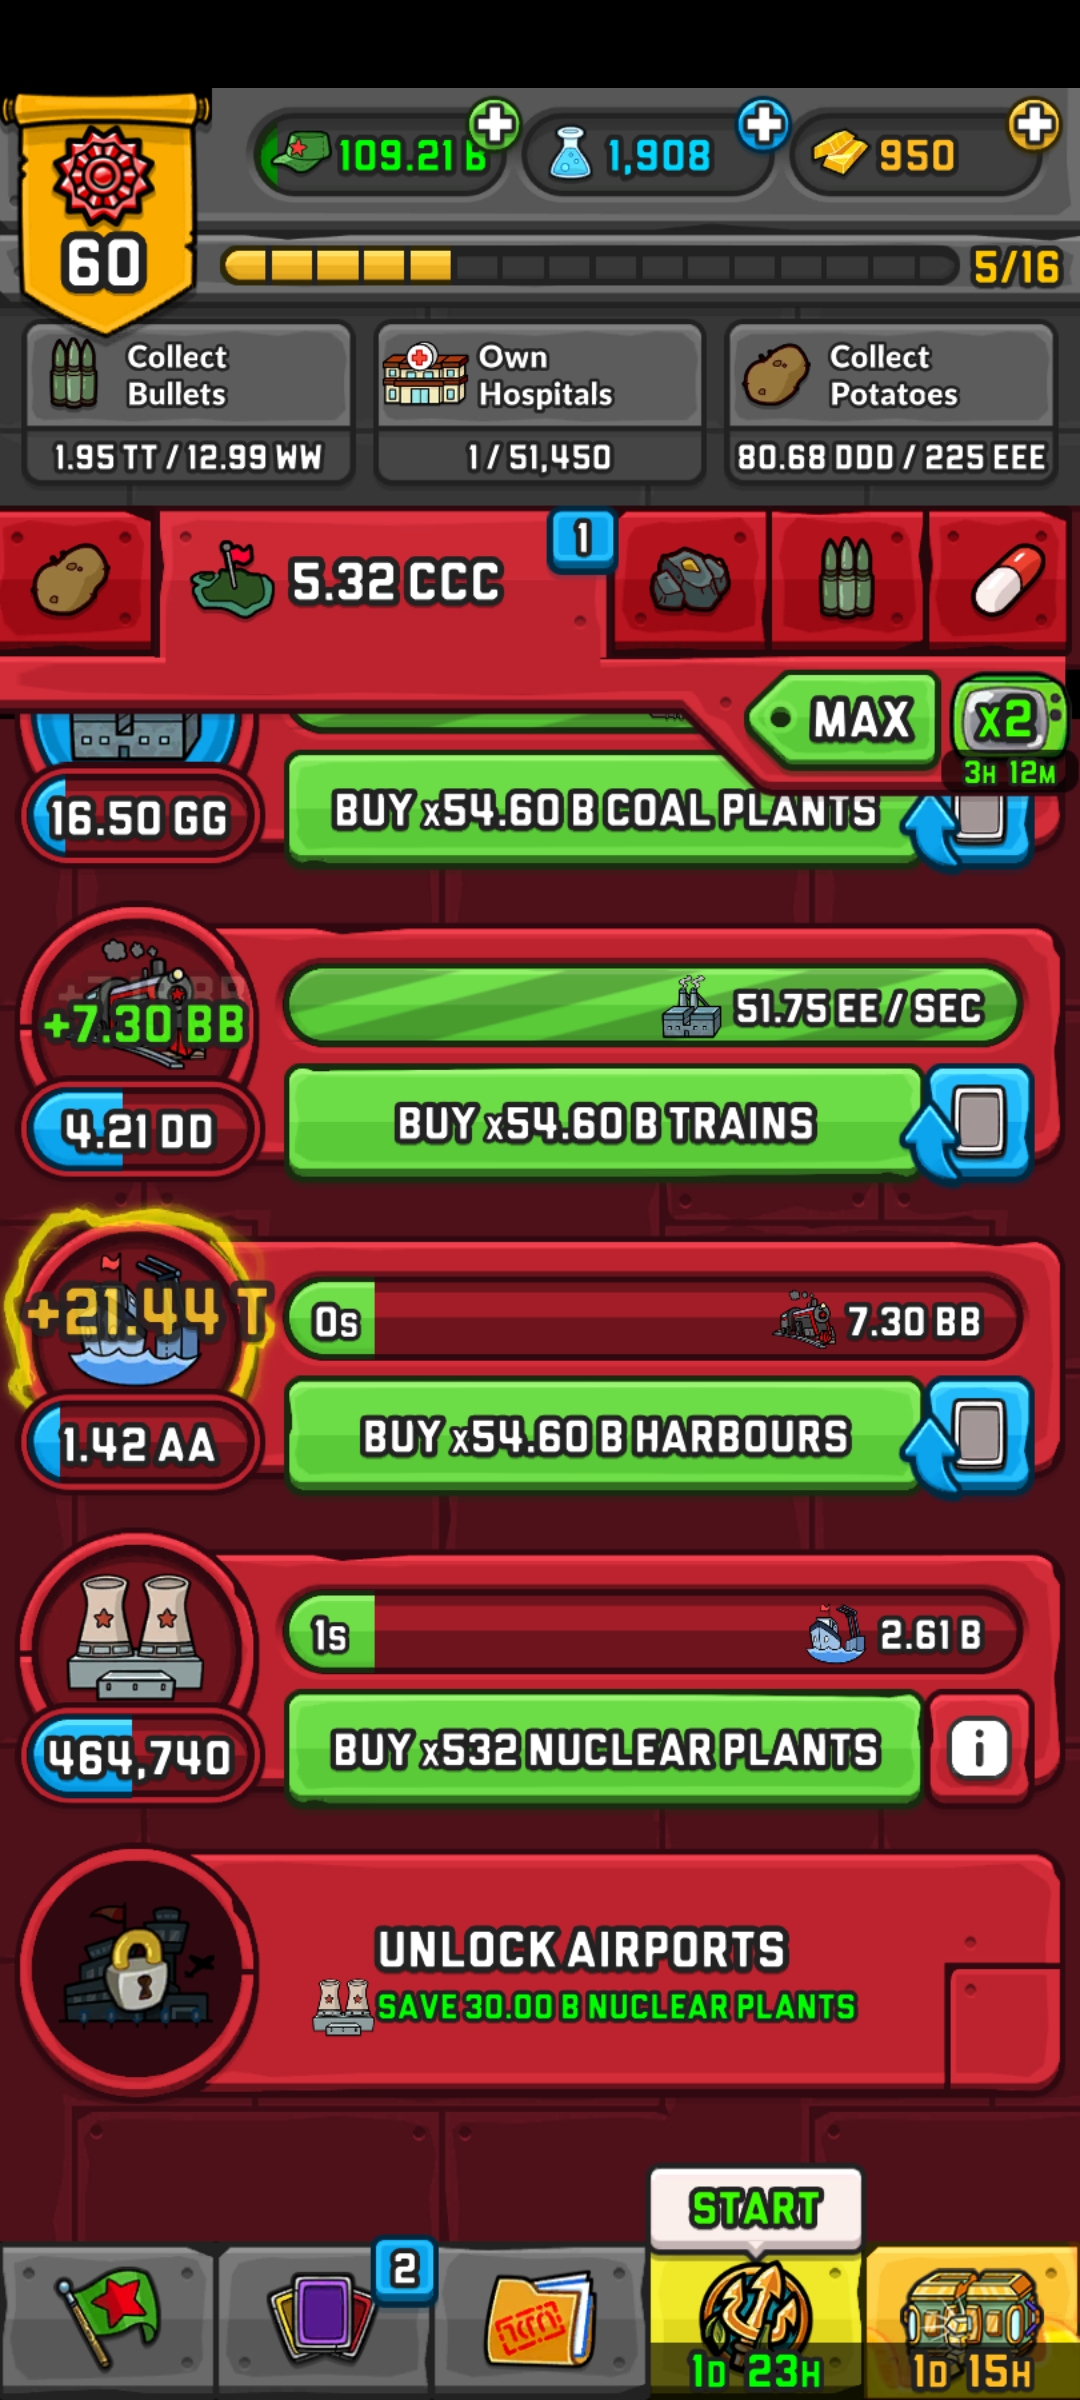 60
109.21 B
1,908
950
5/16
Collect
Bullets
1.95 TT / 12.99 WW
Own
Hospitals
1 / 51,450
Collect
Potatoes
80.68 DDD / 225 EEE
5.32 CCC
1
MAX
x2
3H 12M
16.50 GG
BUY x54.60 B COAL PLANTS
+7.30 BB
51.75 EE / SEC
4.21 DD
BUY x54.60 B TRAINS
+21.44 T
0s
7.30 BB
1.42 AA
BUY x54.60 B HARBOURS
1s
2.61 B
464,740
BUY x532 NUCLEAR PLANTS
i
UNLOCK AIRPORTS
SAVE 30.00 B NUCLEAR PLANTS
START
2
1D 23H
1D 15H